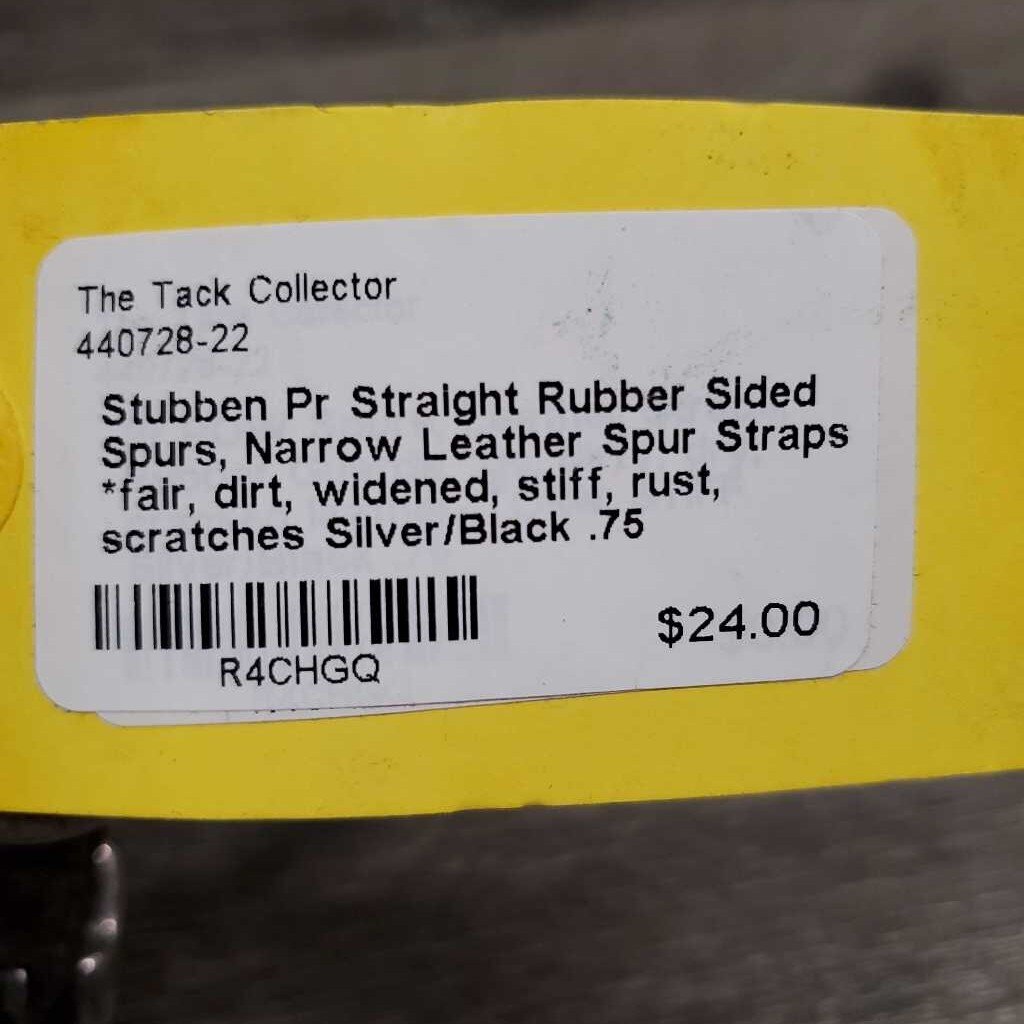 The Tack Collector
440728-22
Stubben Pr Straight Rubber Sided
Spurs, Narrow Leather Spur Straps
*fair, dirt, widened, stiff, rust,
scratches Silver/Black .75
$24.00
R4CHGQ